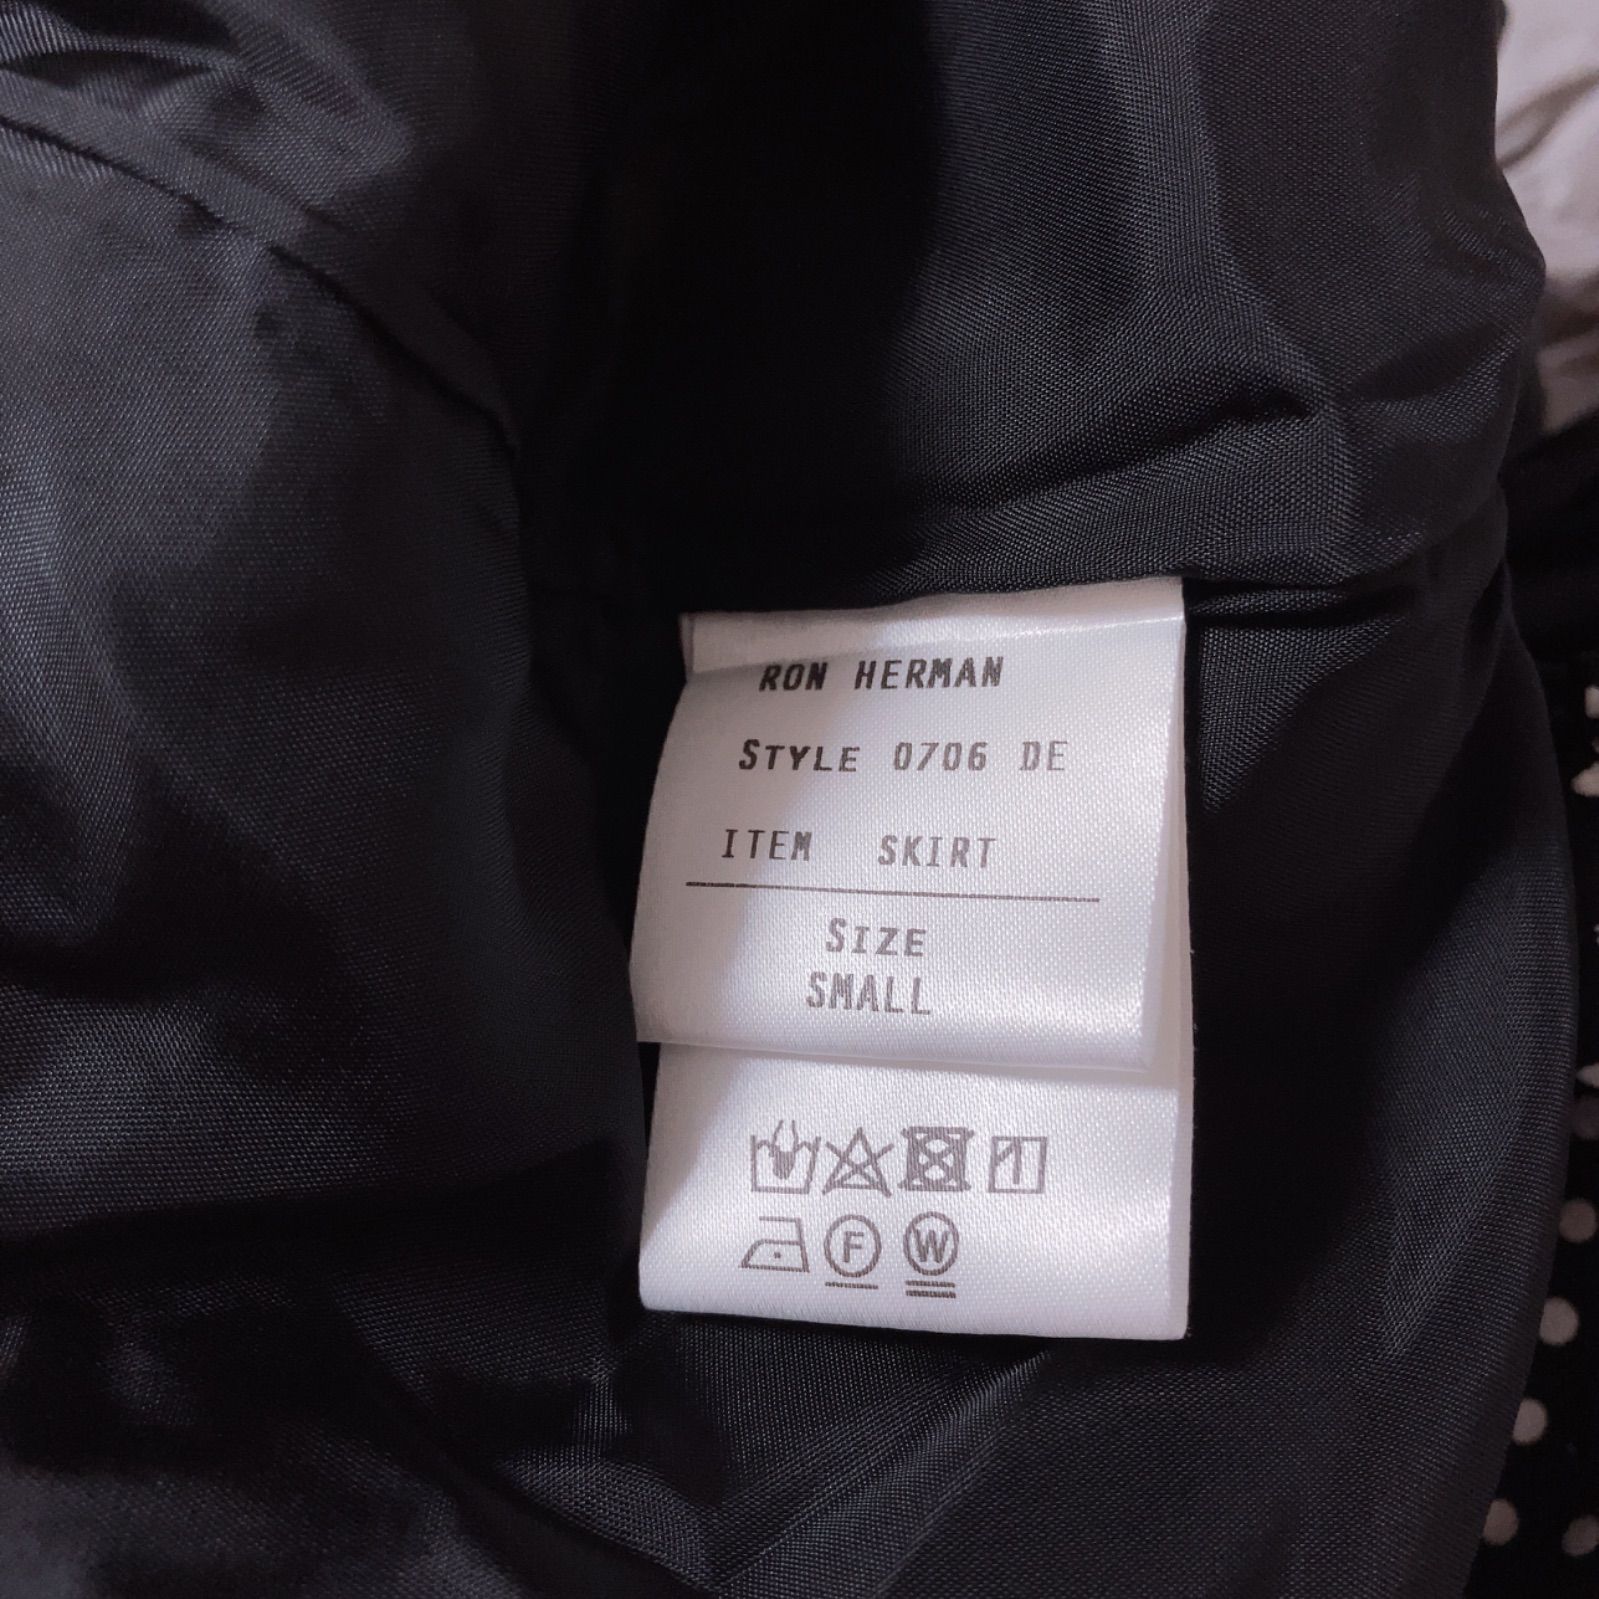 RON HERMAN
STYLE 0706 DE
ITEM SKIRT
SIZE
SMALL
F W